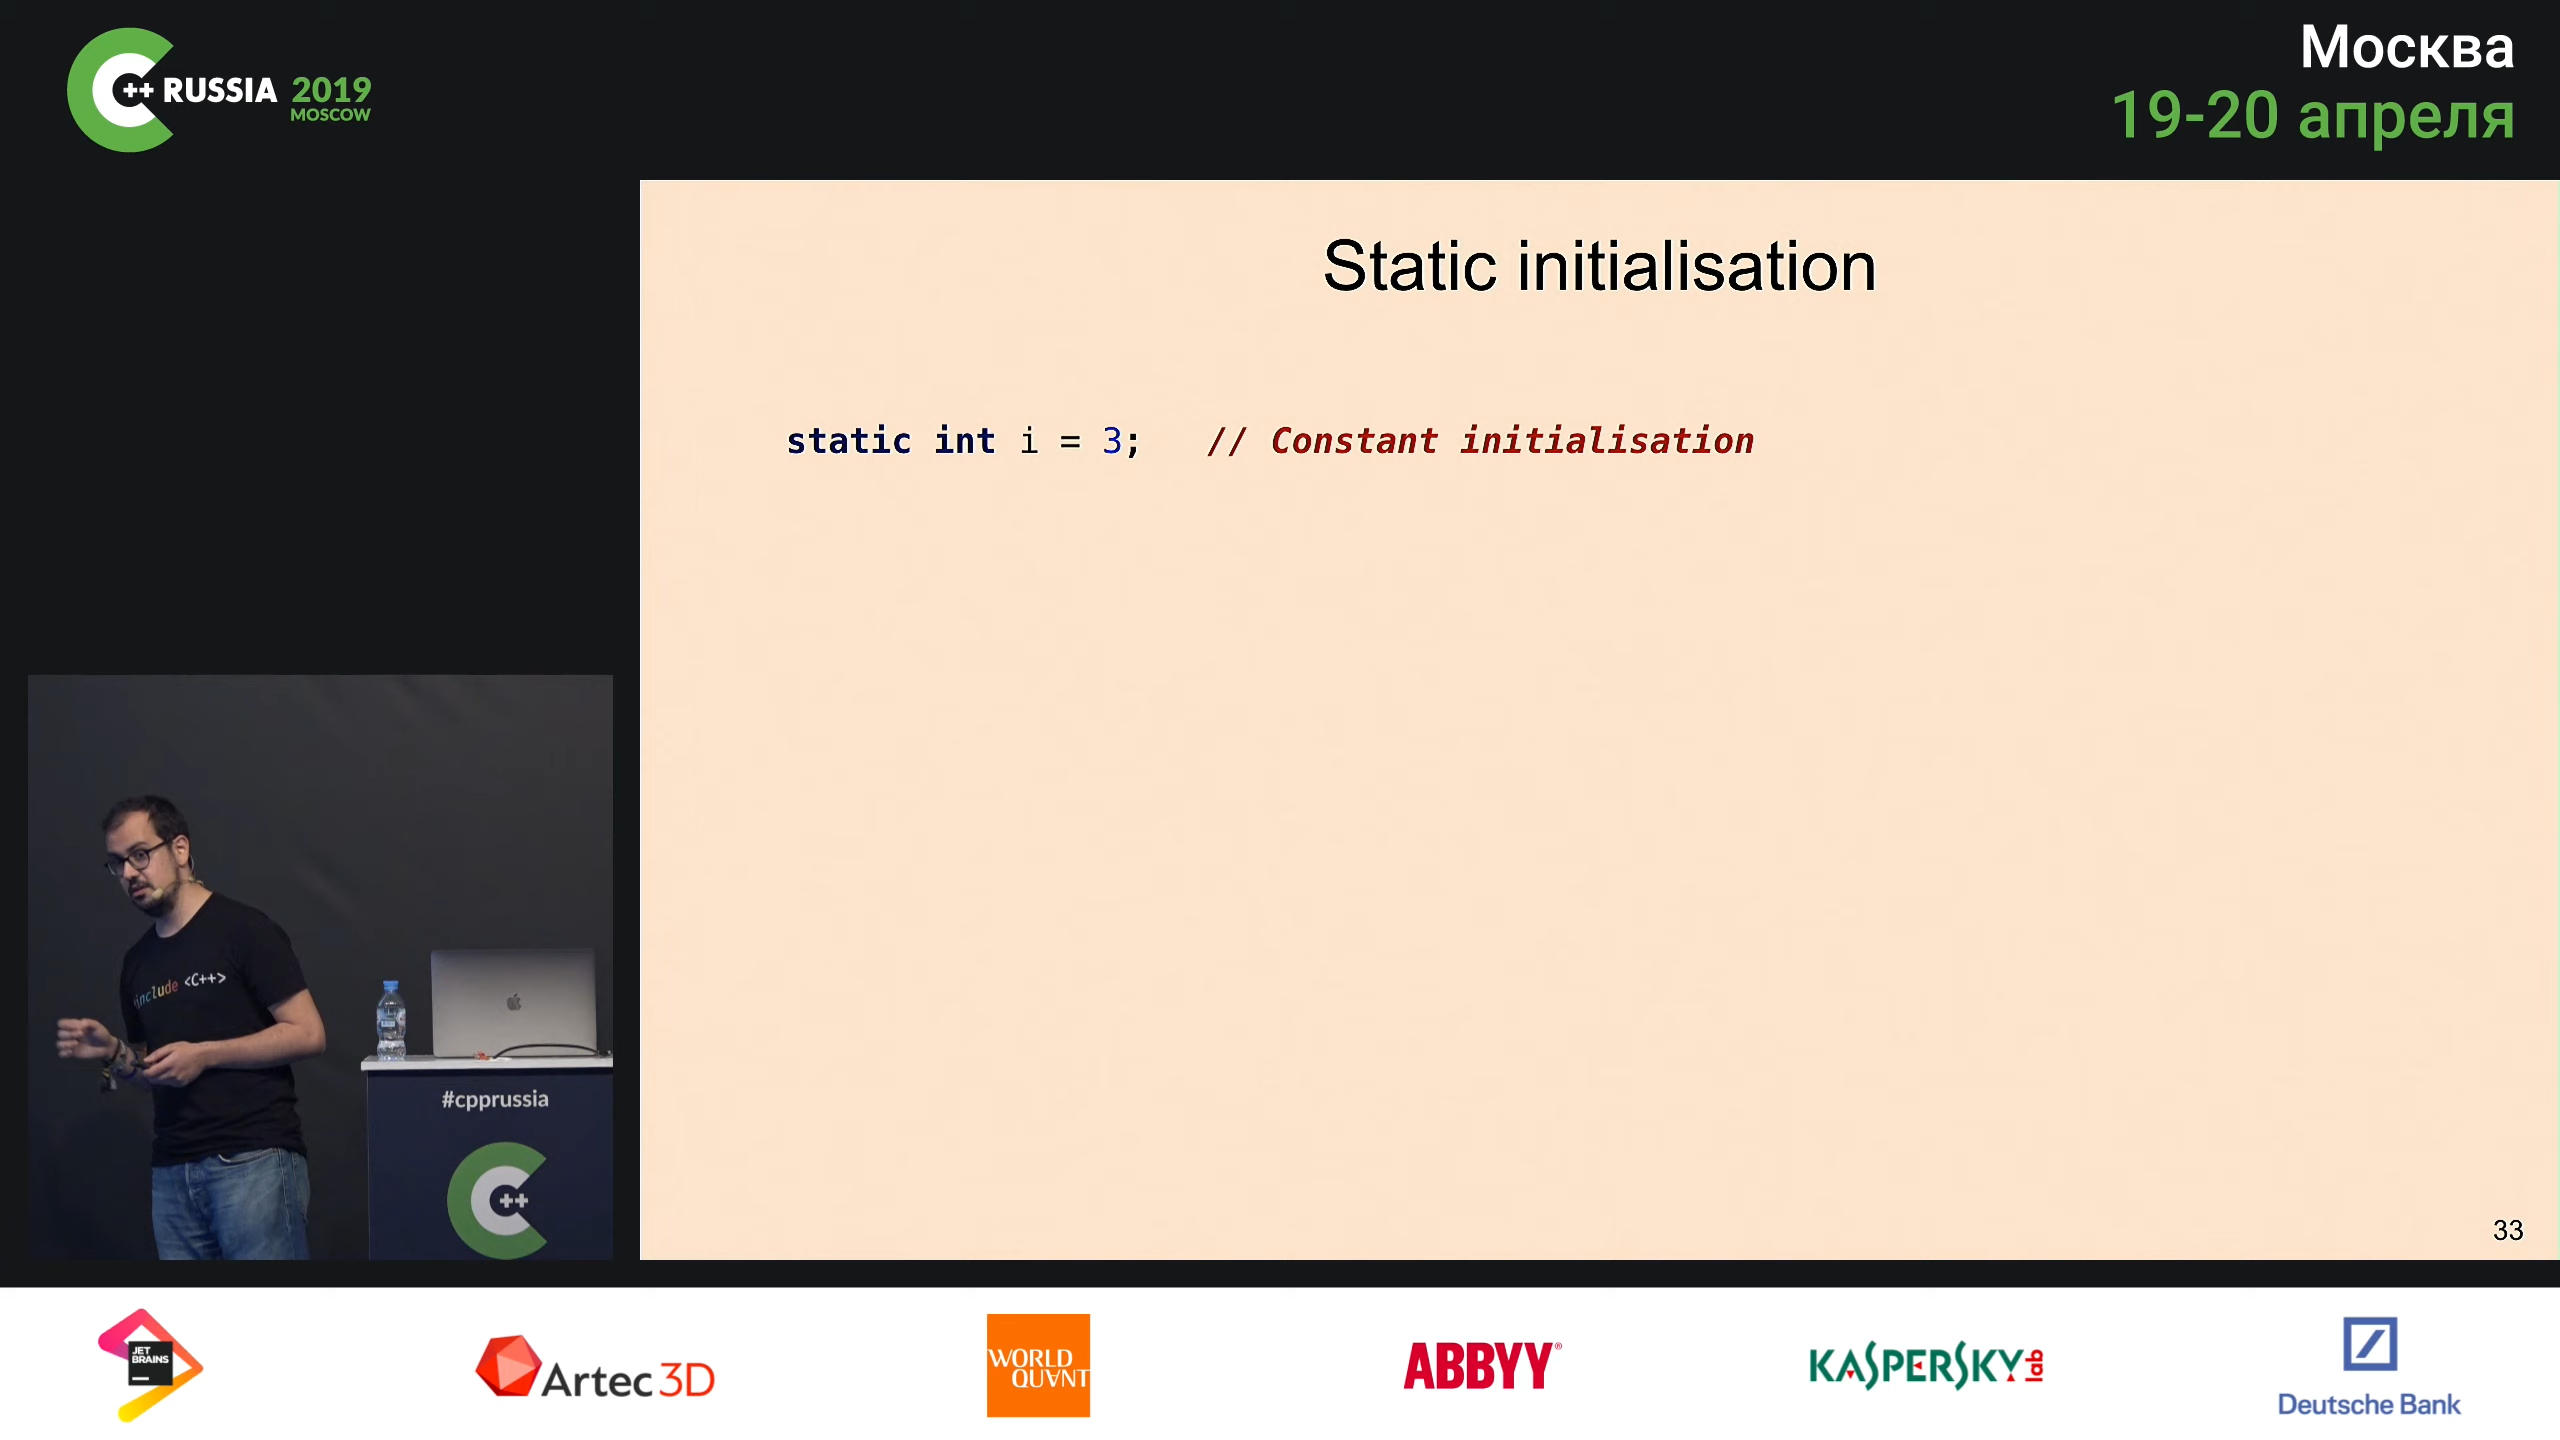 C++ RUSSIA 2019
MOSCOW
Москва
19-20 апреля
Static initialisation
static int i = 3;   // Constant initialisation
#include <C++>
#cpprussia
C++
33
JET
BRAINS
Artec 3D
WORLD
QUANT
ABBYY®
KASPERSKY lab
Deutsche Bank